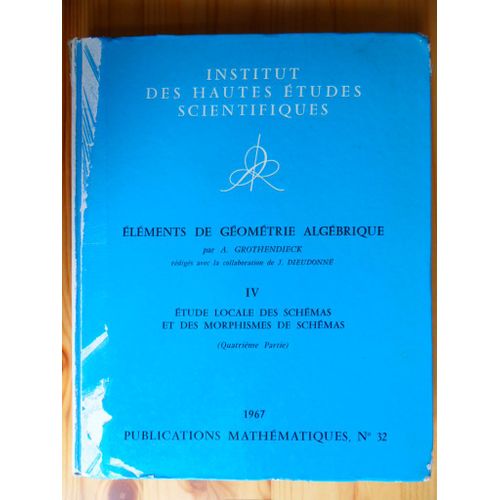 INSTITUT
DES HAUTES ÉTUDES
SCIENTIFIQUES
ÉLÉMENTS DE GÉOMÉTRIE ALGÉBRIQUE
par A. GROTHENDIECK
rédigés avec la collaboration de J. DIEUDONNÉ
IV
ÉTUDE LOCALE DES SCHÉMAS
ET DES MORPHISMES DE SCHÉMAS
(Quatrième Partie)
1967
PUBLICATIONS MATHÉMATIQUES, Nº 32